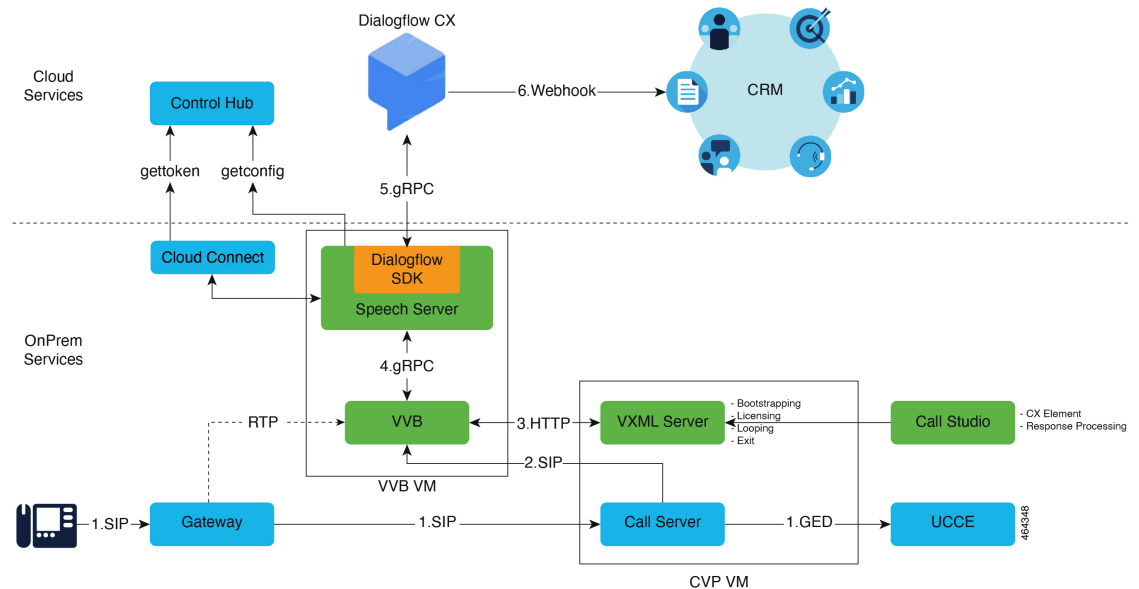 Dialogflow CX
Cloud
Services
Control Hub
6.Webhook
CRM
gettoken
getconfig
5.gRPC
Cloud Connect
Dialogflow
SDK
Speech Server
OnPrem
Services
4.gRPC
RTP
VVB
3.HTTP
VXML Server
- Bootstrapping
- Licensing
- Looping
- Exit
Call Studio
- CX Element
- Response Processing
2.SIP
VVB VM
1.SIP
Gateway
1.SIP
Call Server
1.GED
UCCE
464348
CVP VM